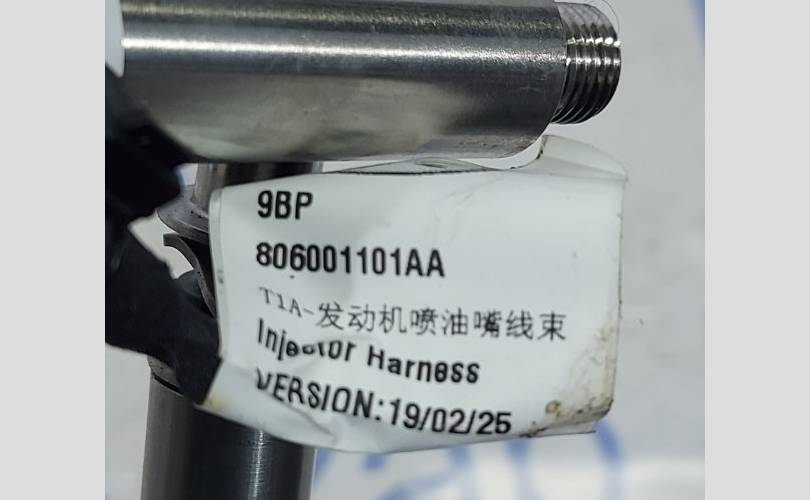 9BP
806001101AA
T1A-发动机喷油嘴线束
Injector Harness
VERSION:19/02/25